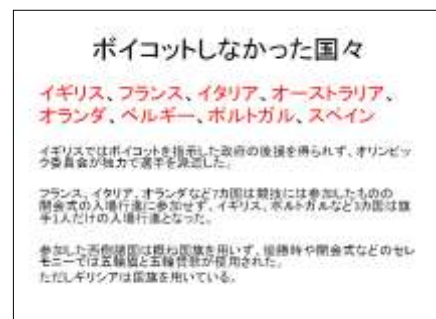 ボイコットしなかった国々
イギリス、フランス、イタリア、オーストラリア、
オランダ、ベルギー、ポルトガル、スペイン
イギリスではボイコットを指示した政府の後援を得られず、オリンピッ
ク委員会が独力で選手を派遣した。
フランス、イタリア、オランダなど7カ国は競技には参加したものの
開会式の入場行進に参加せず、イギリス、ポルトガルなど3カ国は旗
手1人だけの入場行進となった。
参加した西側諸国は概ね国旗を用いず、優勝時や開会式などのセレ
モニーでは五輪旗と五輪賛歌が使用された。
ただしギリシアは国旗を用いている。